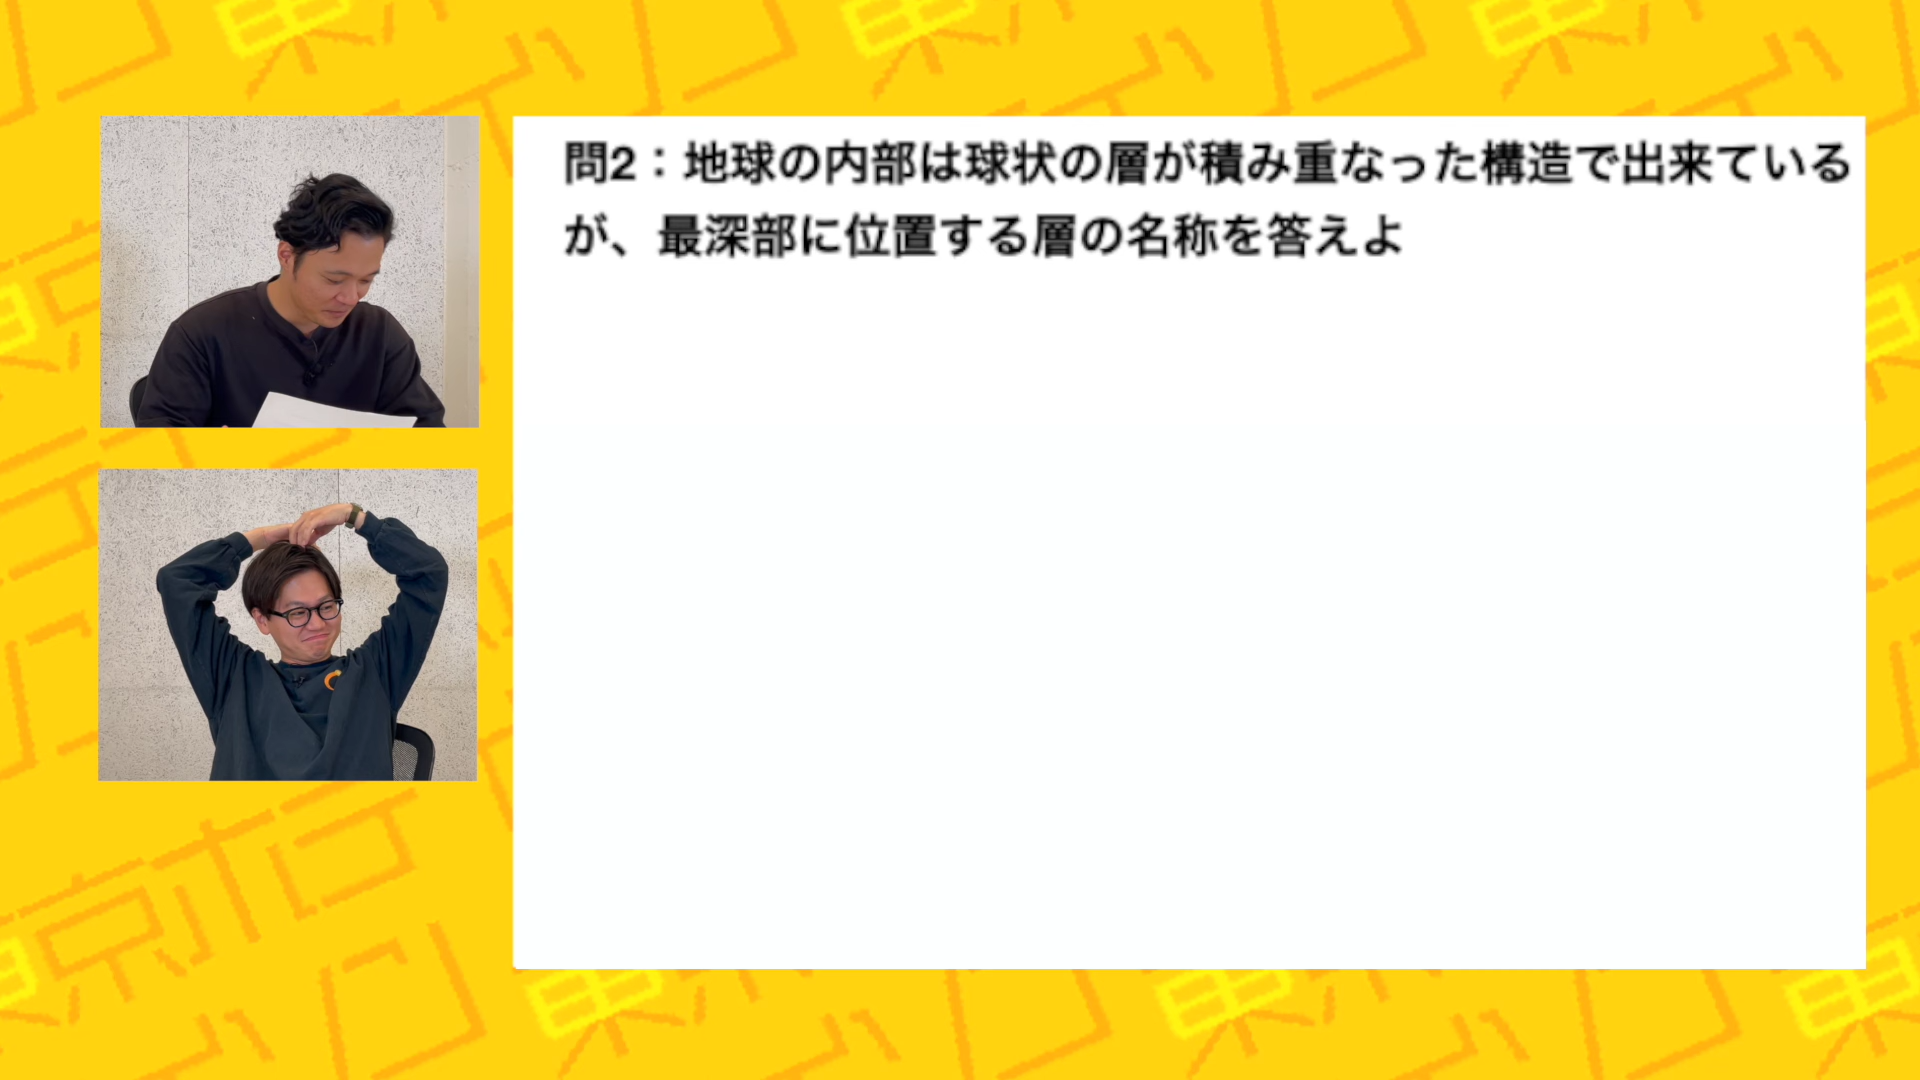 問2：地球の内部は球状の層が積み重なった構造で出来ている
が、最深部に位置する層の名称を答えよ